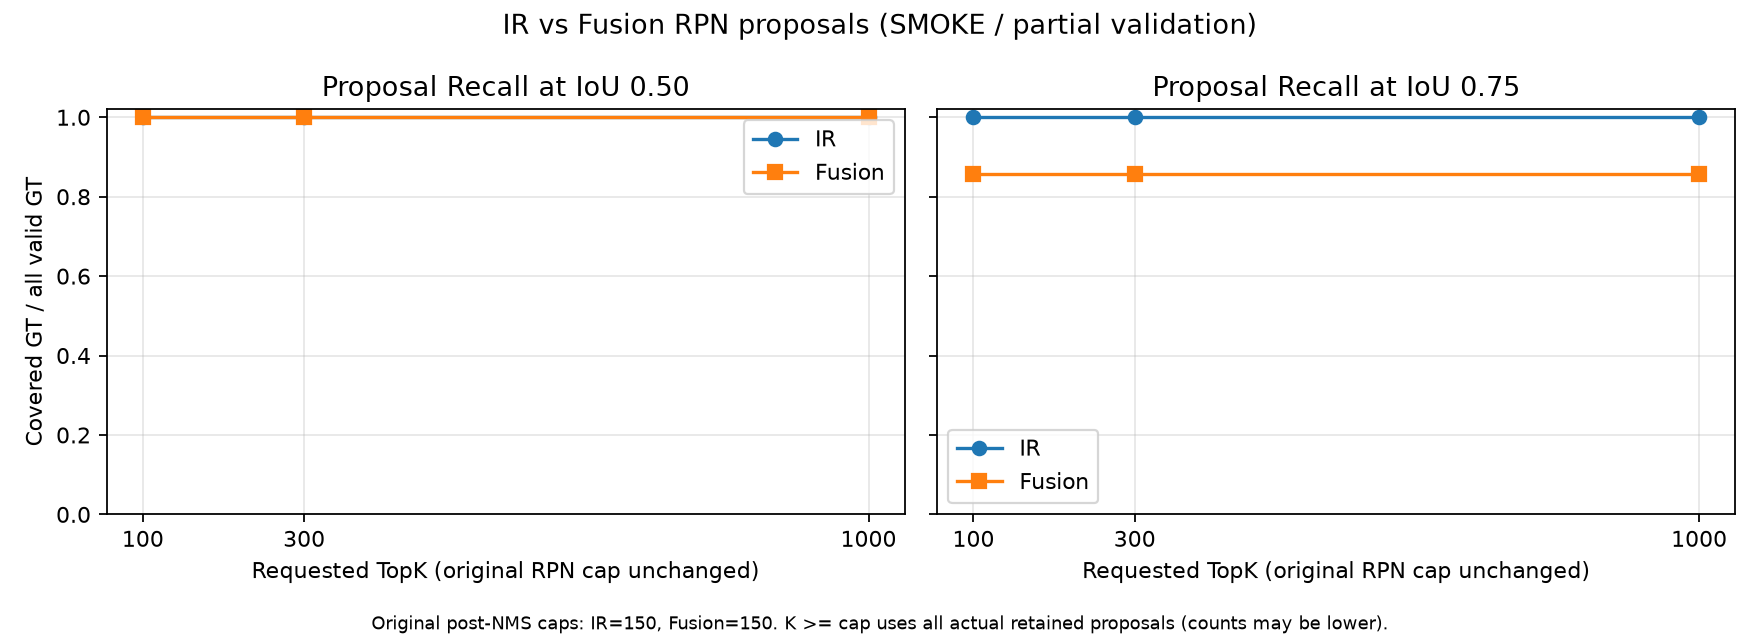 IR vs Fusion RPN proposals (SMOKE / partial validation)
Proposal Recall at IoU 0.50
Covered GT / all valid GT
1.0
0.8
0.6
0.4
0.2
0.0
IR
Fusion
100
300
1000
Requested TopK (original RPN cap unchanged)
Proposal Recall at IoU 0.75
IR
Fusion
100
300
1000
Requested TopK (original RPN cap unchanged)
Original post-NMS caps: IR=150, Fusion=150. K >= cap uses all actual retained proposals (counts may be lower).